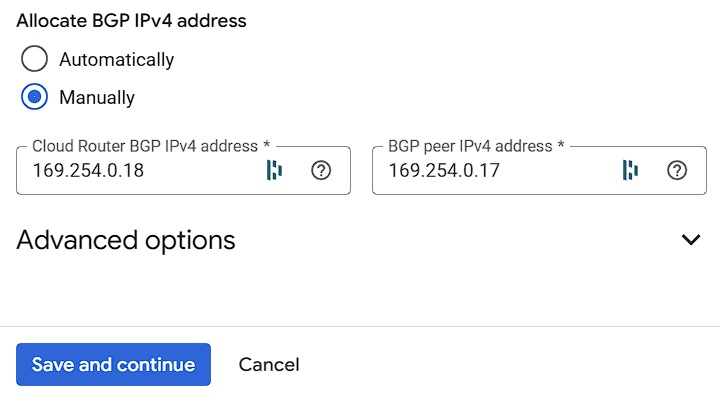 Allocate BGP IPv4 address
Automatically
Manually
Cloud Router BGP IPv4 address *
169.254.0.18
BGP peer IPv4 address *
169.254.0.17
Advanced options
Save and continue
Cancel